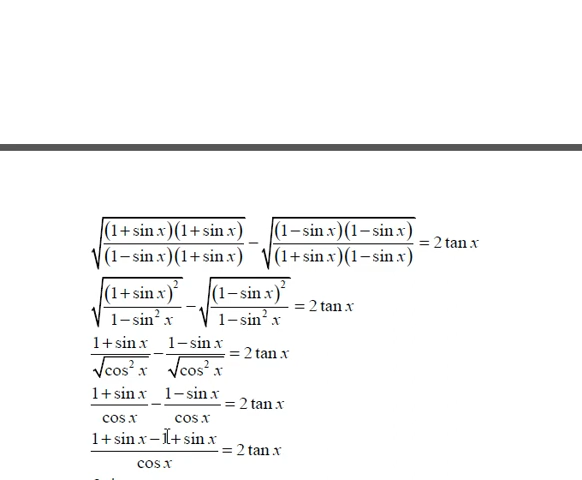 √((1+sin x)(1+sin x)/(1−sin x)(1+sin x)) − √((1−sin x)(1−sin x)/(1+sin x)(1−sin x)) = 2 tan x
√((1+sin x)²/1−sin² x) − √((1−sin x)²/1−sin² x) = 2 tan x
1+sin x/√cos² x − 1−sin x/√cos² x = 2 tan x
1+sin x/cos x − 1−sin x/cos x = 2 tan x
1+sin x−1+sin x/cos x = 2 tan x